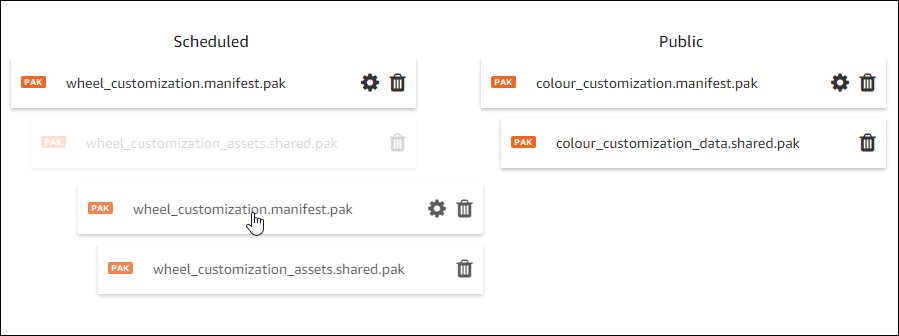 Scheduled
PAK wheel_customization.manifest.pak
PAK wheel_customization_assets.shared.pak
PAK wheel_customization.manifest.pak
PAK wheel_customization_assets.shared.pak
Public
PAK colour_customization.manifest.pak
PAK colour_customization_data.shared.pak